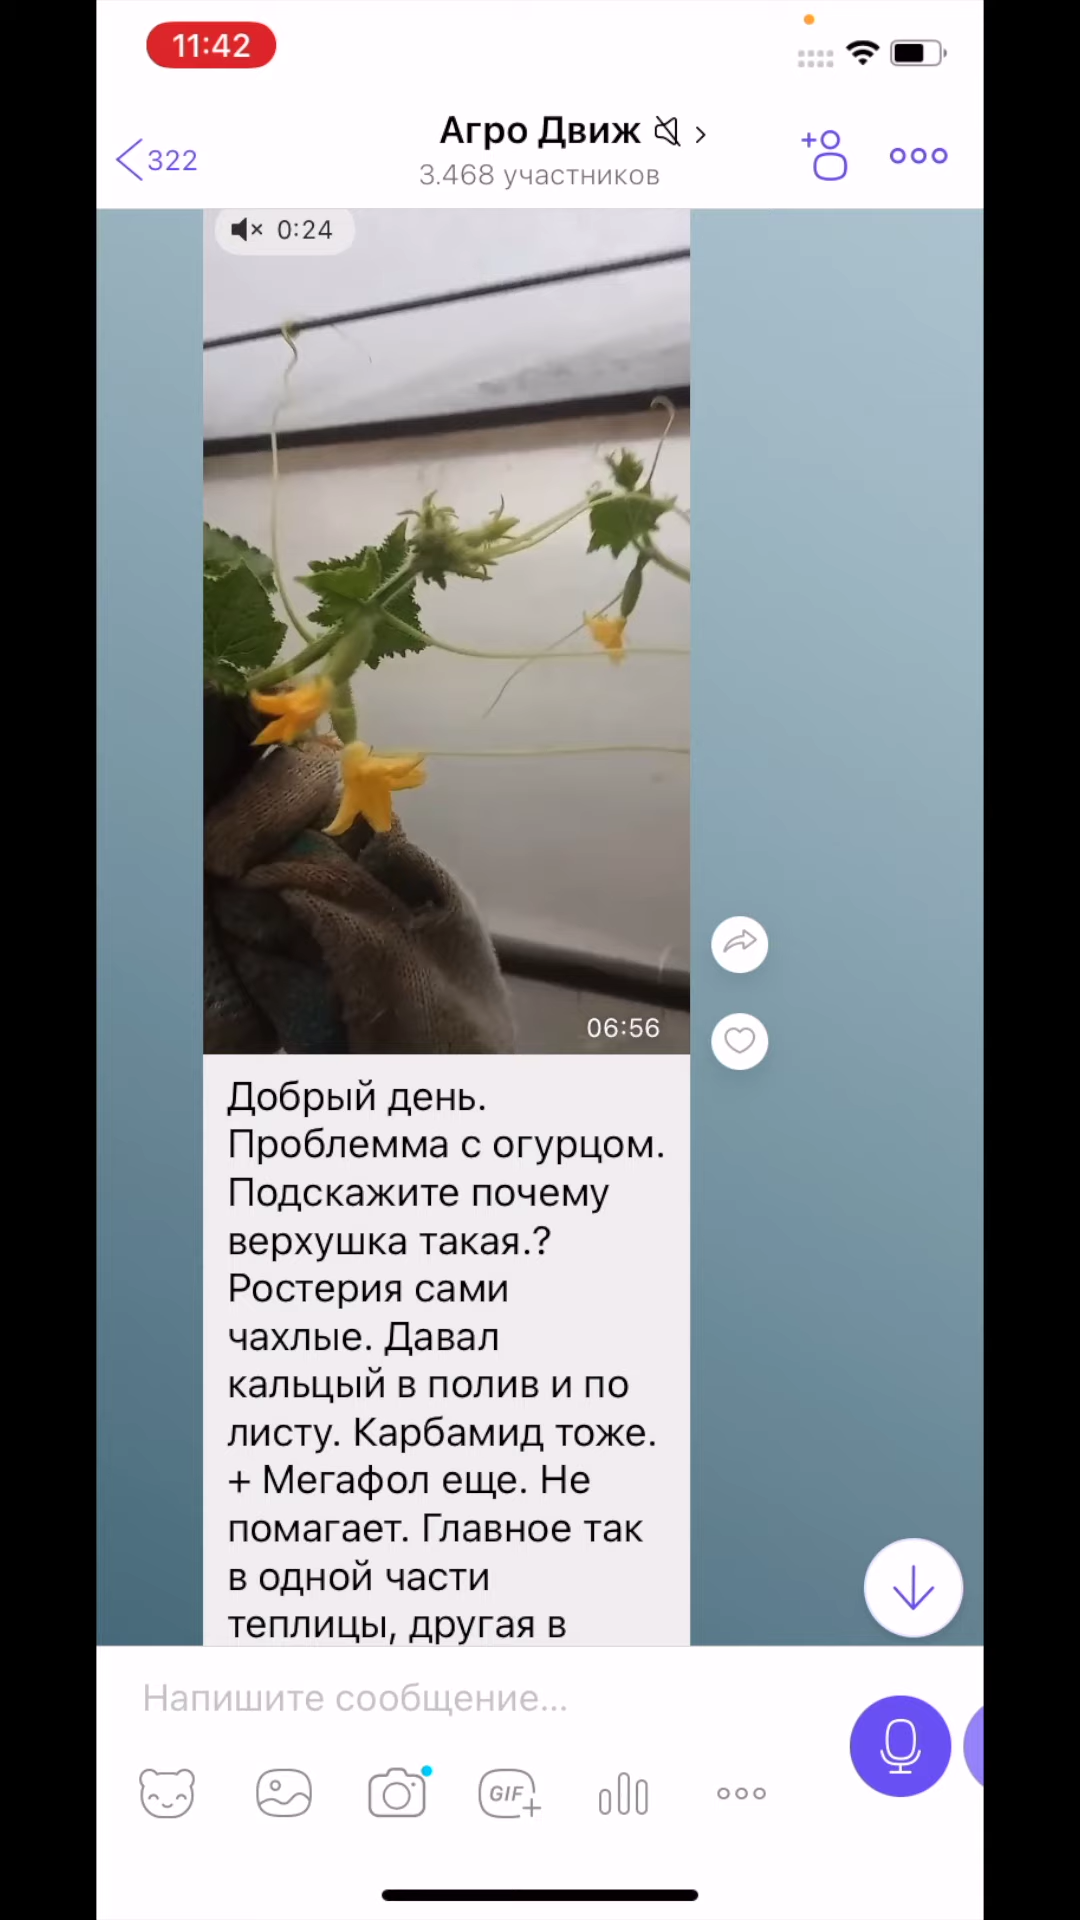 11:42
322
Агро Движ
3.468 участников
0:24
06:56
Добрый день.
Проблемма с огурцом.
Подскажите почему
верхушка такая.?
Ростерия сами
чахлые. Давал
кальцый в полив и по
листу. Карбамид тоже.
+ Мегафол еще. Не
помагает. Главное так
в одной части
теплицы, другая в
Напишите сообщение...
GIF